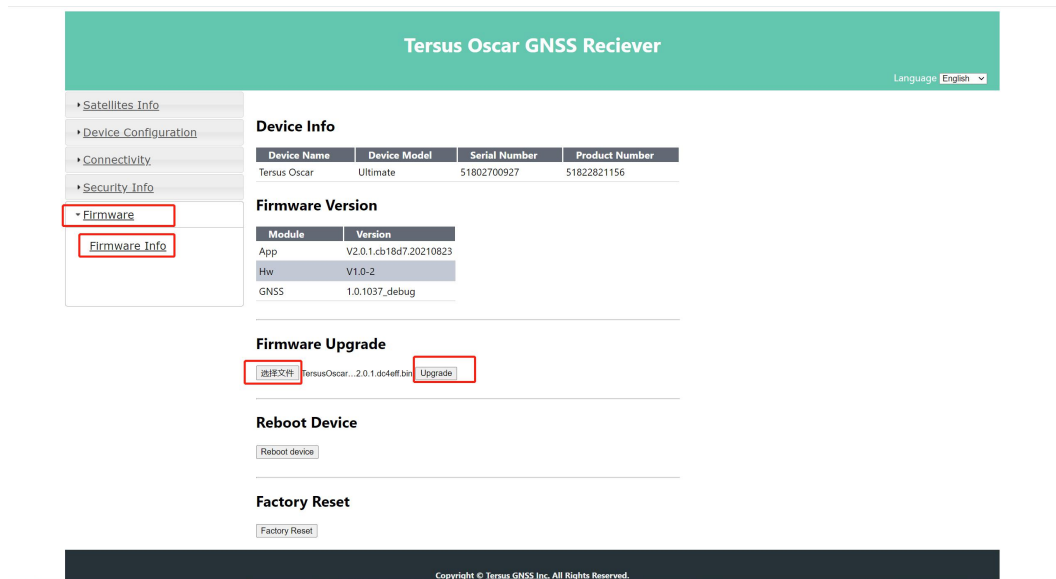 Tersus Oscar GNSS Reciever
Language English
Satellites Info
Device Configuration
Connectivity
Security Info
Firmware
Firmware Info
Device Info
Device Name Device Model Serial Number Product Number
Tersus Oscar Ultimate 51802700927 51822821156
Firmware Version
Module Version
App V2.0.1.cb18d7.20210823
Hw V1.0-2
GNSS 1.0.1037_debug
Firmware Upgrade
选择文件 TersusOscar...2.0.1.dc4eff.bin Upgrade
Reboot Device
Reboot device
Factory Reset
Factory Reset
Copyright © Tersus GNSS Inc. All Rights Reserved.